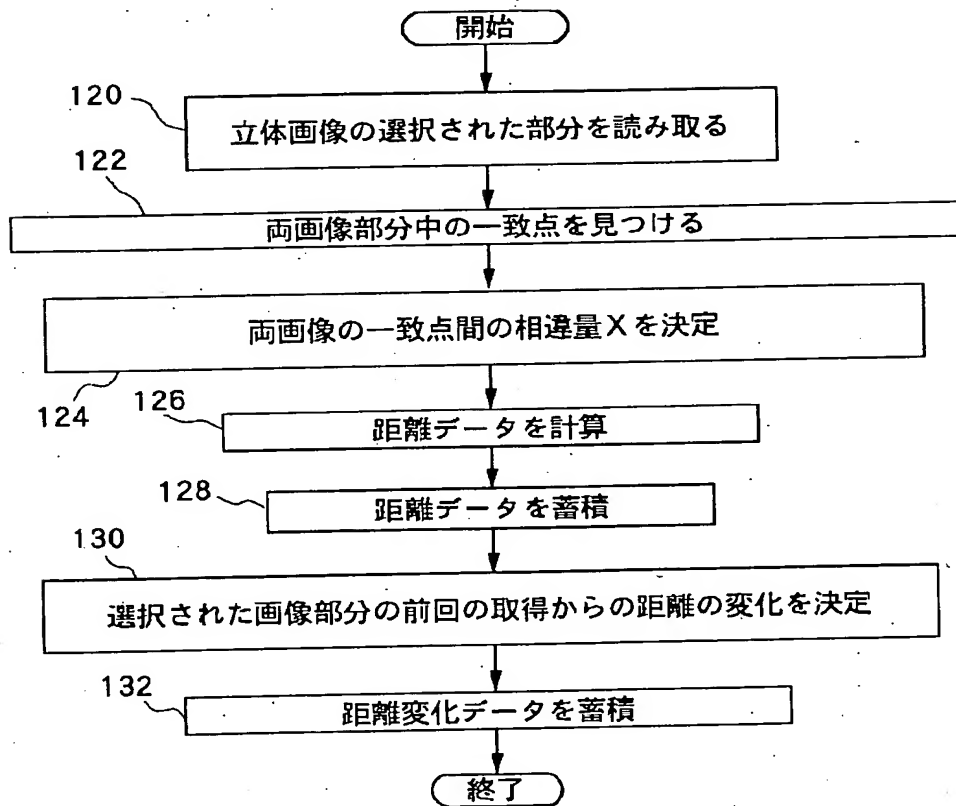 開始
120
立体画像の選択された部分を読み取る
122
両画像部分中の一致点を見つける
両画像の一致点間の相違量Xを決定
124
126
距離データを計算
128
距離データを蓄積
130
選択された画像部分の前回の取得からの距離の変化を決定
132
距離変化データを蓄積
終了